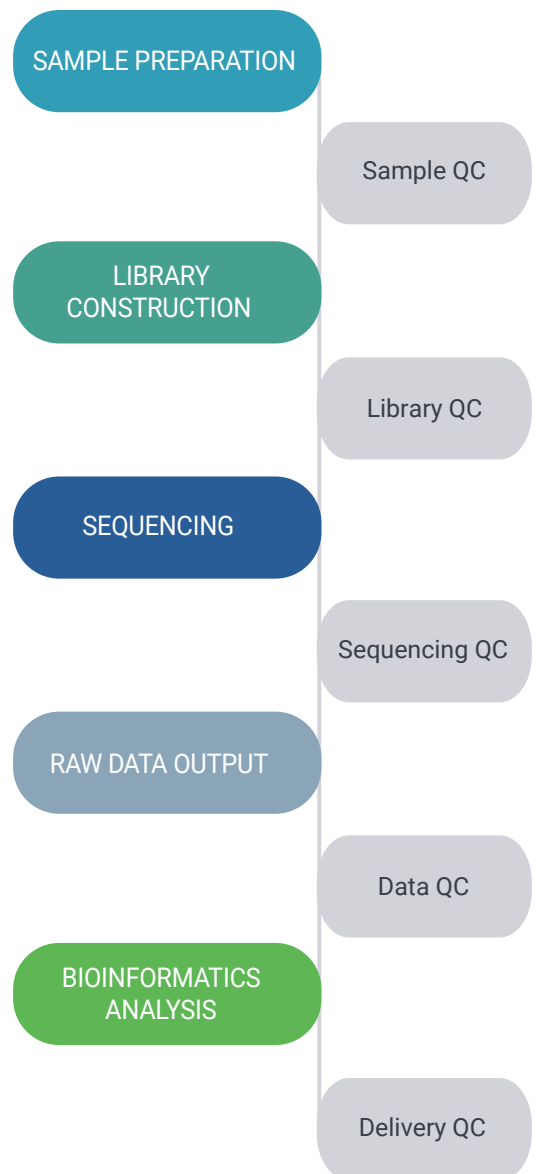 SAMPLE PREPARATION
Sample QC
LIBRARY
CONSTRUCTION
Library QC
SEQUENCING
Sequencing QC
RAW DATA OUTPUT
Data QC
BIOINFORMATICS
ANALYSIS
Delivery QC